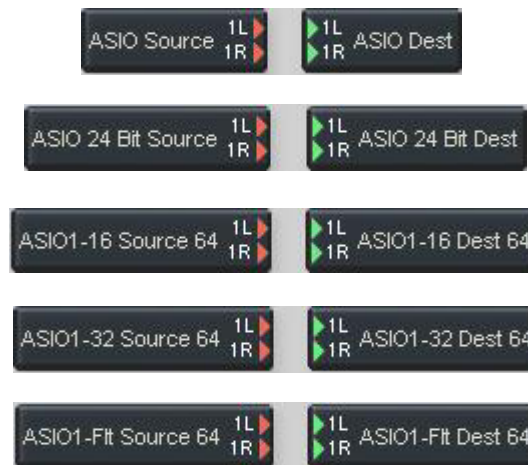 ASIO Source 1L 1L ASIO Dest
1R 1R
ASIO 24 Bit Source 1L 1L ASIO 24 Bit Dest
1R 1R
ASIO1-16 Source 64 1L 1L ASIO1-16 Dest 64
1R 1R
ASIO1-32 Source 64 1L 1L ASIO1-32 Dest 64
1R 1R
ASIO1-Flt Source 64 1L 1L ASIO1-Flt Dest 64
1R 1R